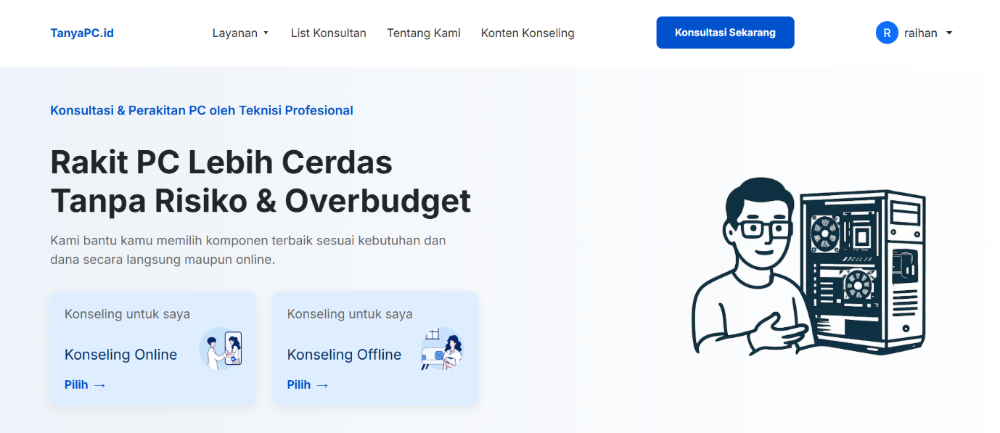 TanyaPC.id
Layanan
List Konsultan
Tentang Kami
Konten Konseling
Konsultasi Sekarang
R
raihan
Konsultasi & Perakitan PC oleh Teknisi Profesional
Rakit PC Lebih Cerdas
Tanpa Risiko & Overbudget
Kami bantu kamu memilih komponen terbaik sesuai kebutuhan dan
dana secara langsung maupun online.
Konseling untuk saya
Konseling Online
Pilih →
Konseling untuk saya
Konseling Offline
Pilih →